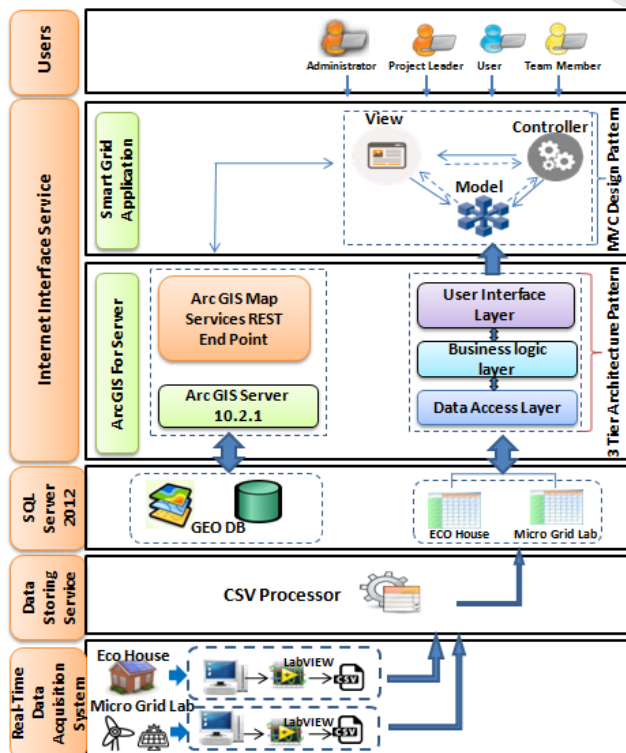 Users
Administrator
Project Leader
User
Team Member
Internet Interface Service
Smart Grid
Application
View
Controller
Model
MVC Design Pattern
ArcGIS For Server
Arc GIS Map
Services REST
End Point
Arc GIS Server
10.2.1
User Interface
Layer
Business logic
layer
Data Access Layer
3 Tier Architecture Pattern
SQL
Server
2012
GEO DB
ECO House
Micro Grid Lab
Data
Storing
Service
CSV Processor
Real-Time
Data
Acquisition
System
Eco House
LabVIEW
CSV
Micro Grid Lab
LabVIEW
CSV